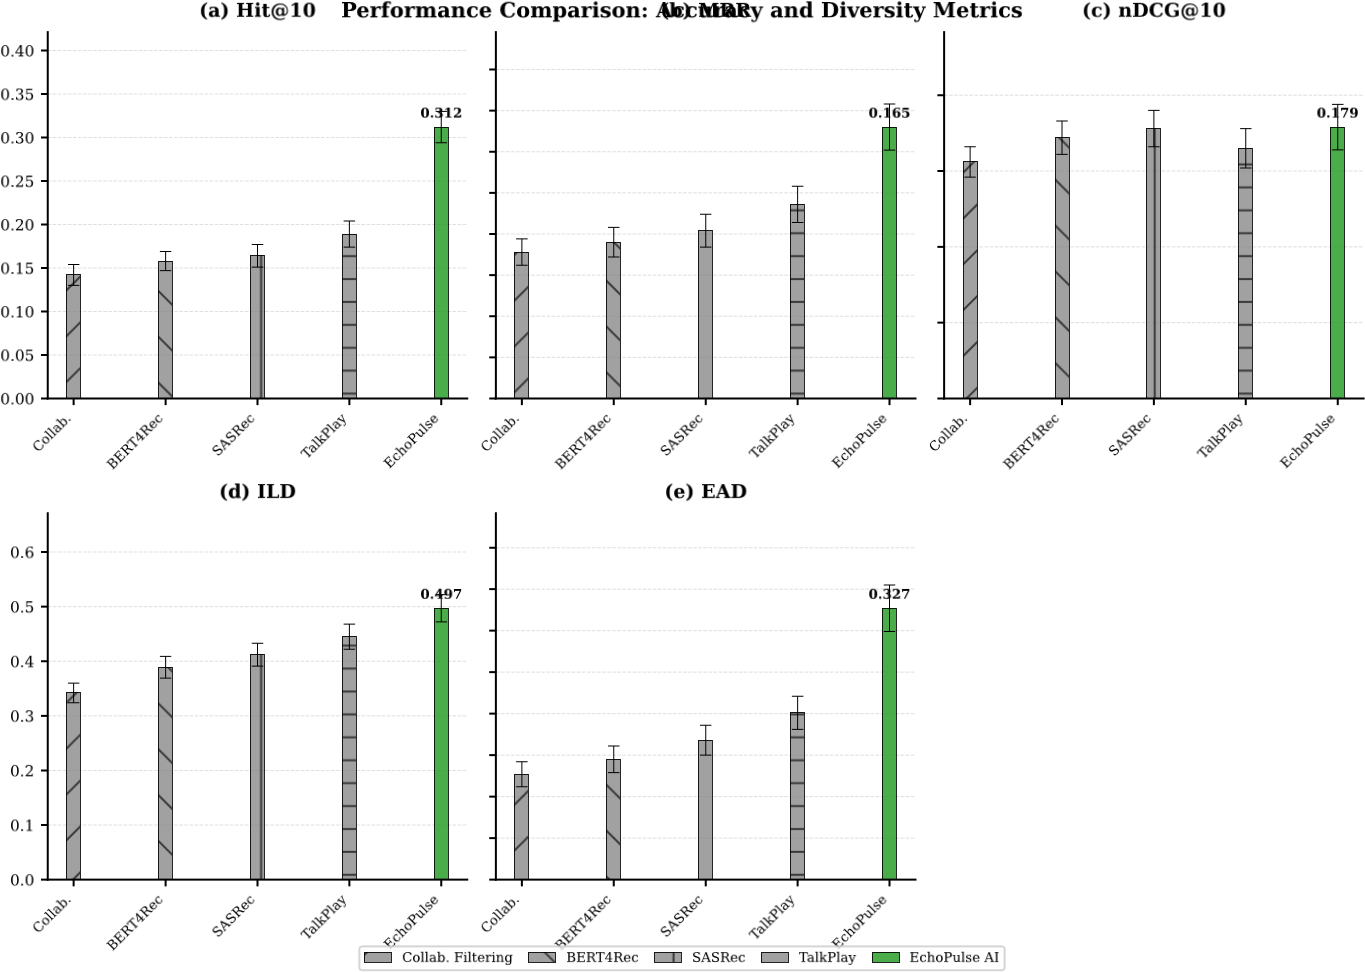 Performance Comparison: Accuracy and Diversity Metrics
(a) Hit@10
(b) MRR
(c) nDCG@10
0.40
0.35
0.30
0.25
0.20
0.15
0.10
0.05
0.00
0.312
0.165
0.179
Collab.
BERT4Rec
SASRec
TalkPlay
EchoPulse
Collab.
BERT4Rec
SASRec
TalkPlay
EchoPulse
Collab.
BERT4Rec
SASRec
TalkPlay
EchoPulse
(d) ILD
(e) EAD
0.6
0.5
0.4
0.3
0.2
0.1
0.0
0.497
0.327
Collab.
BERT4Rec
SASRec
TalkPlay
EchoPulse
Collab.
BERT4Rec
SASRec
TalkPlay
EchoPulse
Collab. Filtering
BERT4Rec
SASRec
TalkPlay
EchoPulse AI